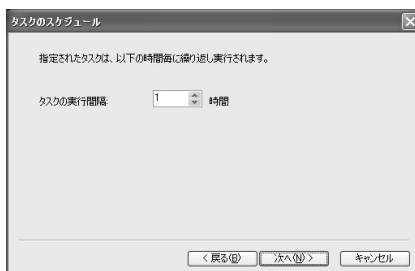 タスクのスケジュール
指定されたタスクは、以下の時間毎に繰り返し実行されます。
タスクの実行間隔: 1 時間
< 戻る(B) 次へ(N) > キャンセル